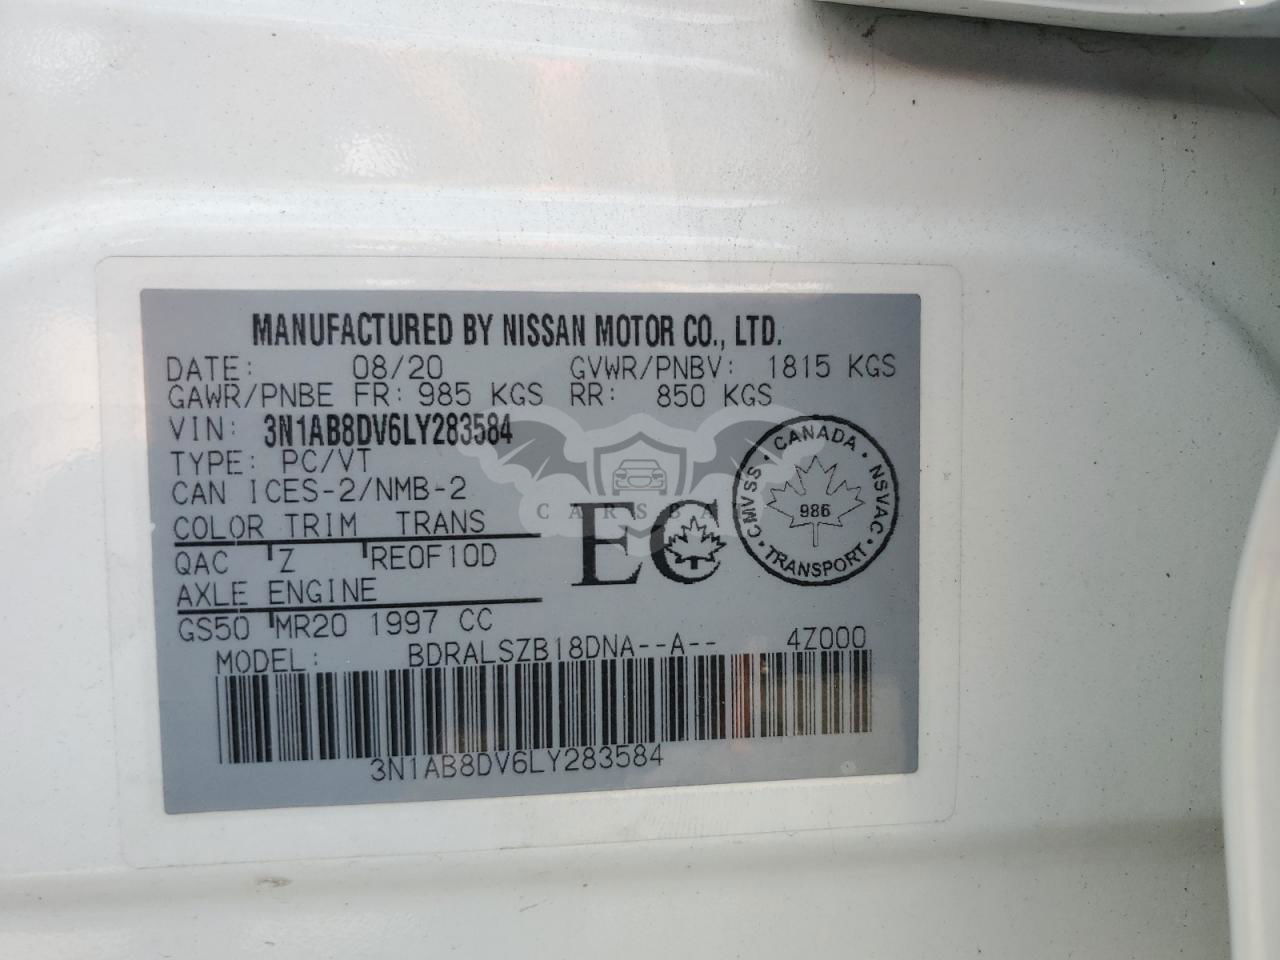 MANUFACTURED BY NISSAN MOTOR CO., LTD.
DATE: 08/20 GVWR/PNBV: 1815 KGS
GAWR/PNBE FR: 985 KGS RR: 850 KGS
VIN: 3N1AB8DV6LY283584
TYPE: PC/VT
CAN ICES-2/NMB-2
COLOR TRIM TRANS
QAC Z RE0F10D
AXLE ENGINE
GS50 MR20 1997 CC
MODEL: BDRALSZB18DNA--A-- 4Z000
3N1AB8DV6LY283584
EC
CANADA
CMVSS • NSVAC
986
TRANSPORT
CARSBAT